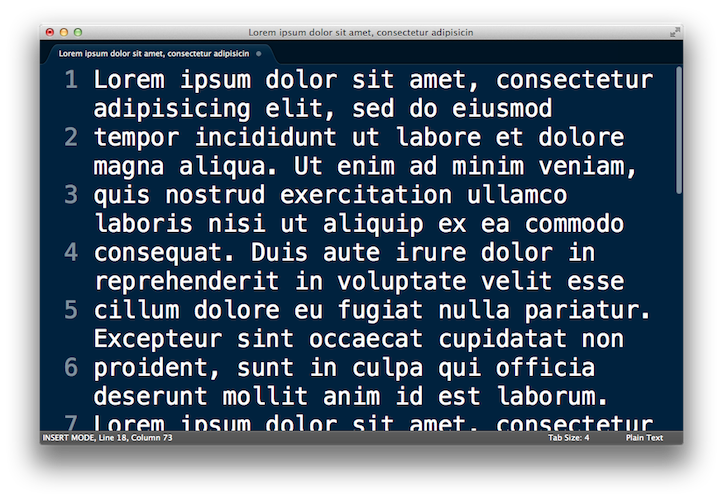 Lorem ipsum dolor sit amet, consectetur adipisicin
Lorem ipsum dolor sit amet, consectetur adipisicin
1 Lorem ipsum dolor sit amet, consectetur
adipisicing elit, sed do eiusmod
2 tempor incididunt ut labore et dolore
magna aliqua. Ut enim ad minim veniam,
3 quis nostrud exercitation ullamco
laboris nisi ut aliquip ex ea commodo
4 consequat. Duis aute irure dolor in
reprehenderit in voluptate velit esse
5 cillum dolore eu fugiat nulla pariatur.
Excepteur sint occaecat cupidatat non
6 proident, sunt in culpa qui officia
deserunt mollit anim id est laborum.
7 Lorem ipsum dolor sit amet, consectetur
INSERT MODE, Line 18, Column 73 Tab Size: 4 Plain Text